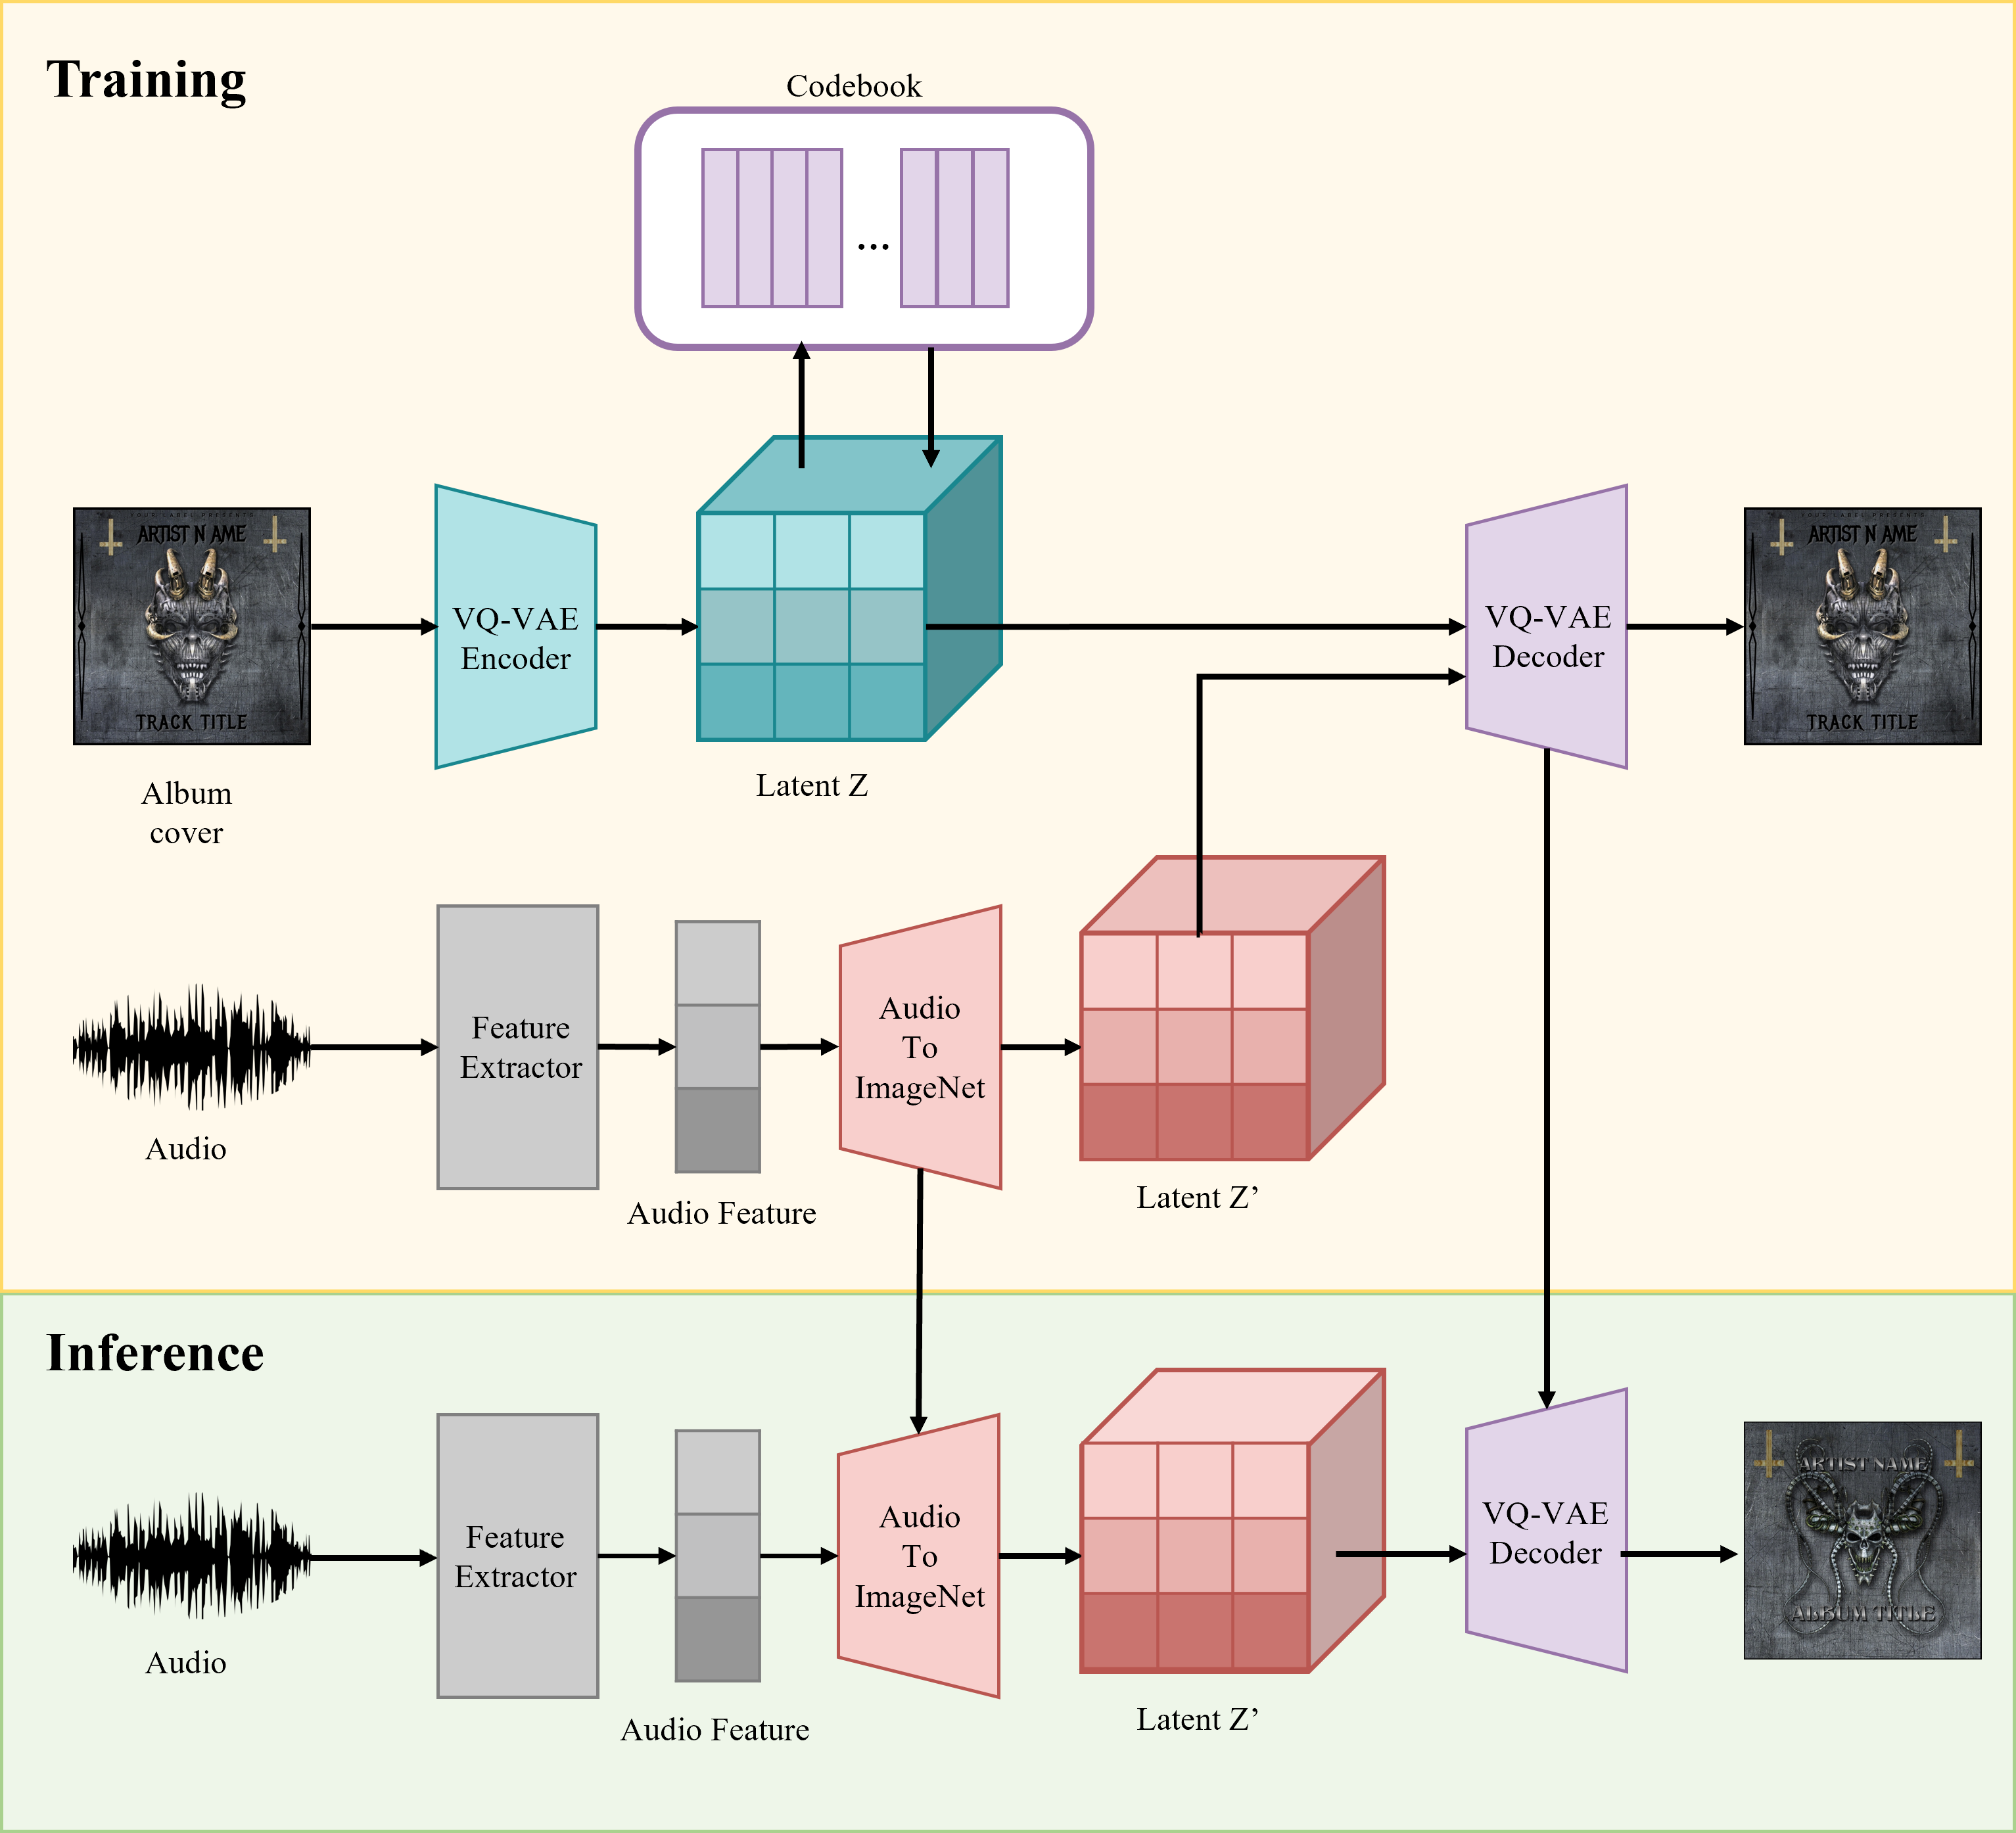 Training
Codebook
...
ARTIST N AME
TRACK TITLE
Album
cover
VQ-VAE
Encoder
Latent Z
VQ-VAE
Decoder
ARTIST N AME
TRACK TITLE
Audio
Feature
Extractor
Audio Feature
Audio
To
ImageNet
Latent Z’
Inference
Audio
Feature
Extractor
Audio Feature
Audio
To
ImageNet
Latent Z’
VQ-VAE
Decoder
ARTIST NAME
ALBUM TITLE